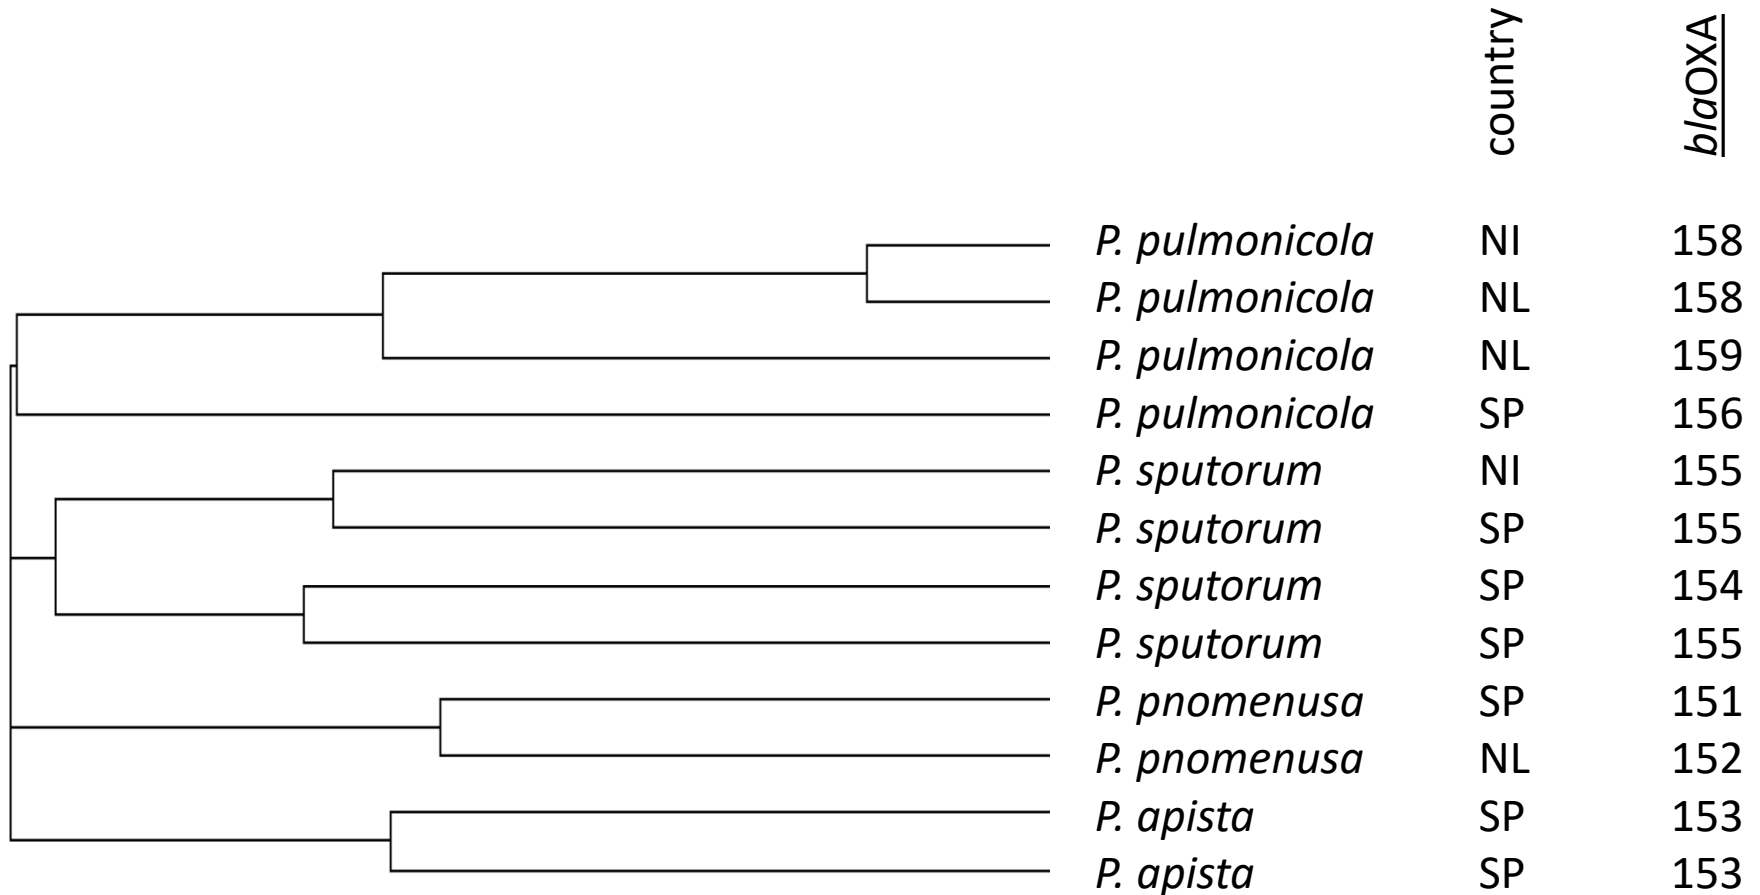 country blaOXA
P. pulmonicola NI 158
P. pulmonicola NL 158
P. pulmonicola NL 159
P. pulmonicola SP 156
P. sputorum NI 155
P. sputorum SP 155
P. sputorum SP 154
P. sputorum SP 155
P. pnomenusa SP 151
P. pnomenusa NL 152
P. apista SP 153
P. apista SP 153